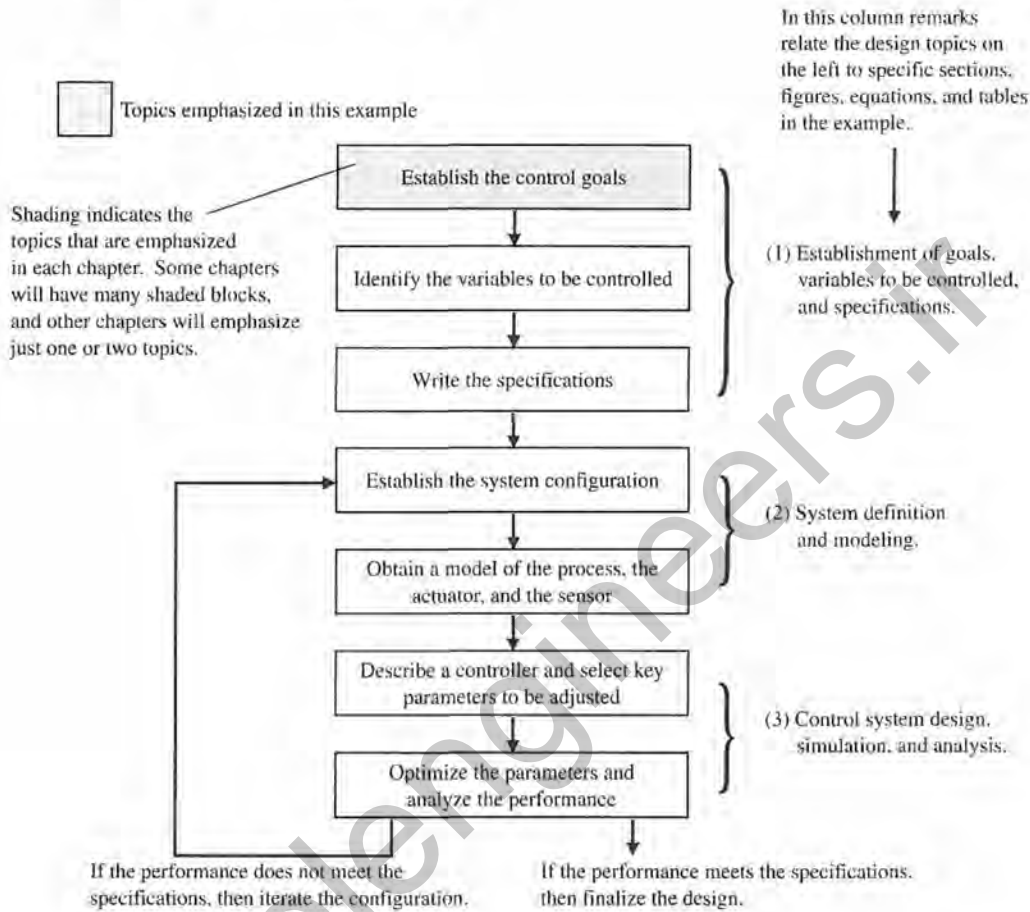 In this column remarks
relate the design topics on
the left to specific sections,
figures, equations, and tables
in the example.
Topics emphasized in this example
Establish the control goals
Shading indicates the
topics that are emphasized
in each chapter. Some chapters
will have many shaded blocks,
and other chapters will emphasize
just one or two topics.
Identify the variables to be controlled
(1) Establishment of goals,
variables to be controlled,
and specifications.
Write the specifications
Establish the system configuration
(2) System definition
and modeling.
Obtain a model of the process, the
actuator, and the sensor
Describe a controller and select key
parameters to be adjusted
(3) Control system design,
simulation, and analysis.
Optimize the parameters and
analyze the performance
If the performance does not meet the
specifications, then iterate the configuration.
If the performance meets the specifications,
then finalize the design.
lengineers.ir